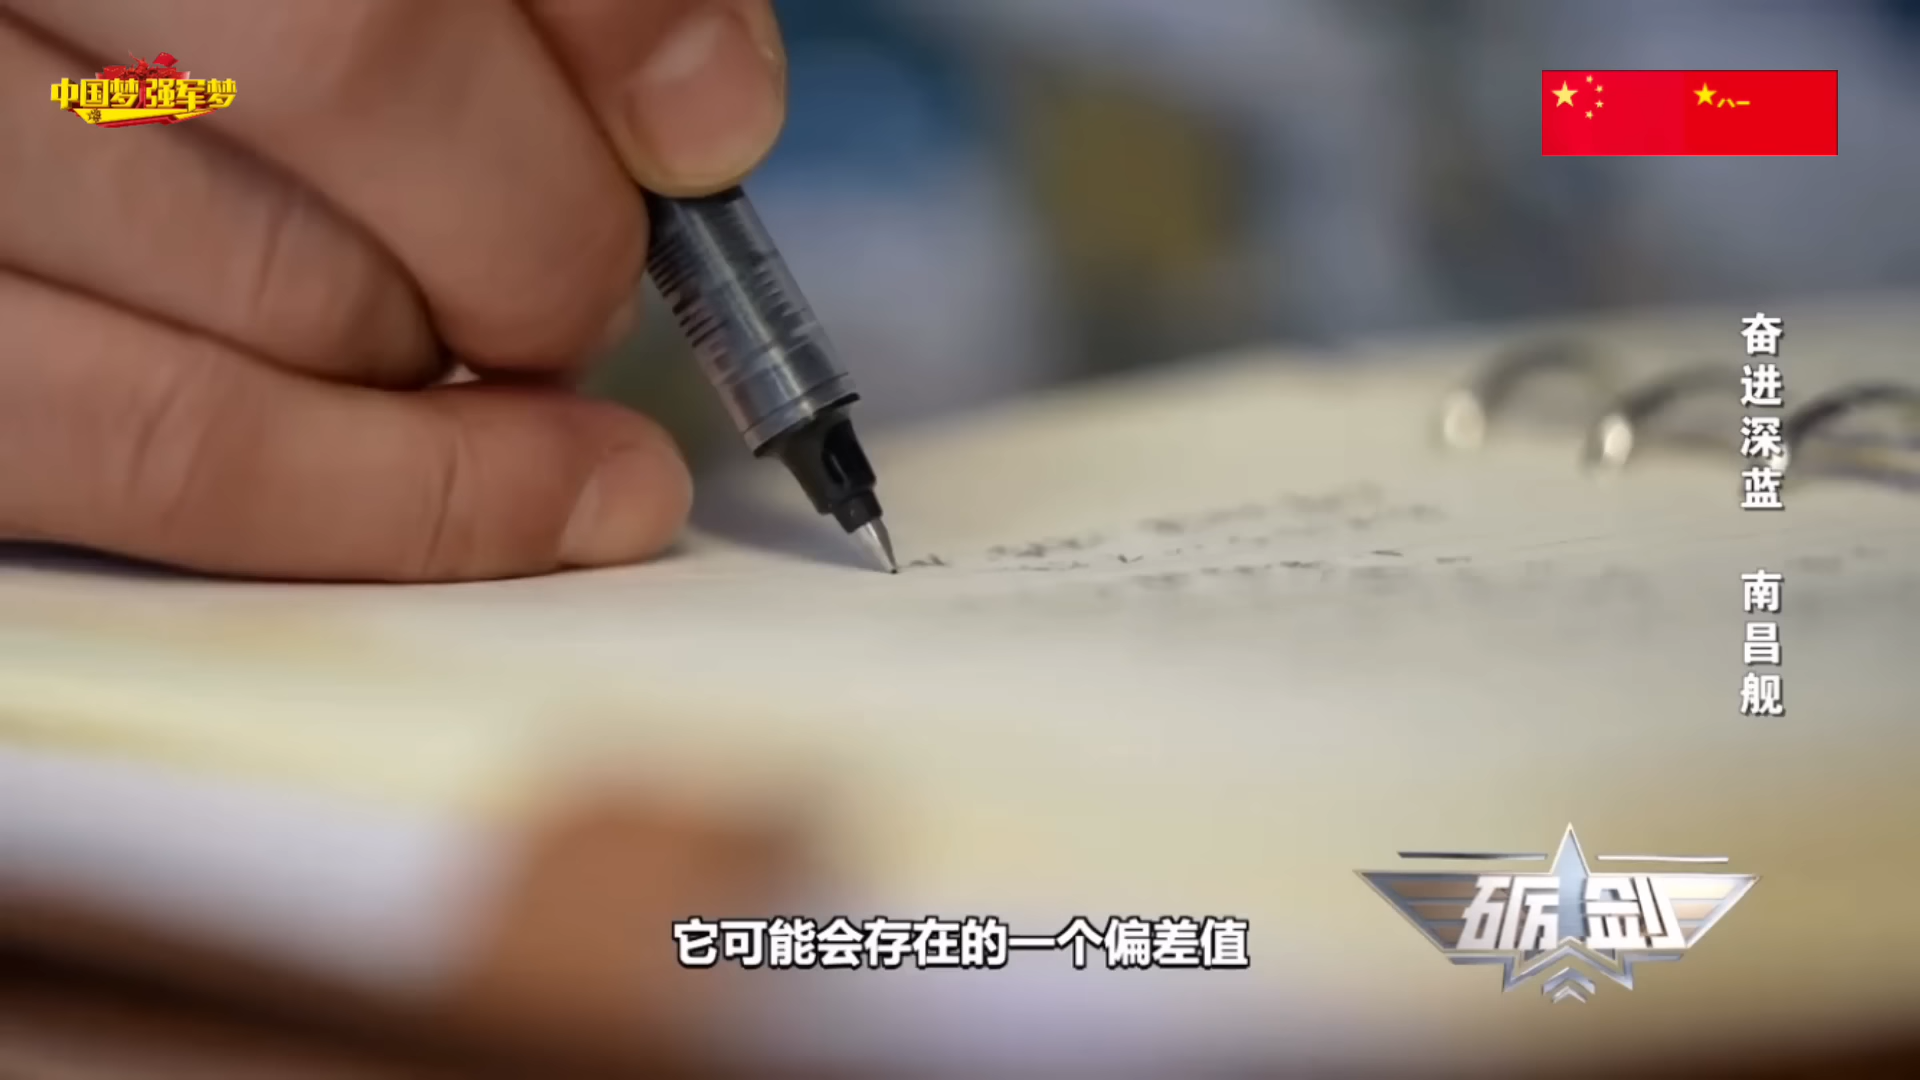 中国梦 强军梦
八一
奋进深蓝 南昌舰
砺剑
它可能会存在的一个偏差值